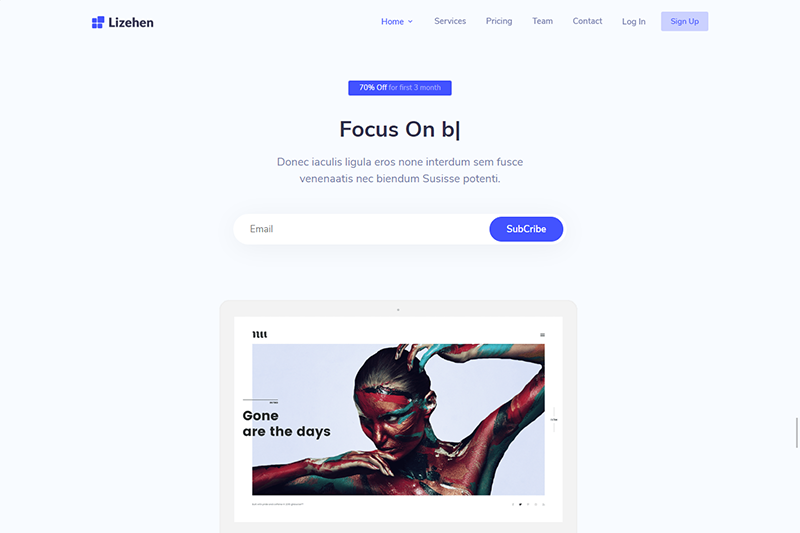 Lizehen
Home Services Pricing Team Contact Log In Sign Up
70% Off for first 3 month
Focus On b|
Donec iaculis ligula eros none interdum sem fusce
venenaatis nec biendum Susisse potenti.
Email SubCribe
Gone
are the days